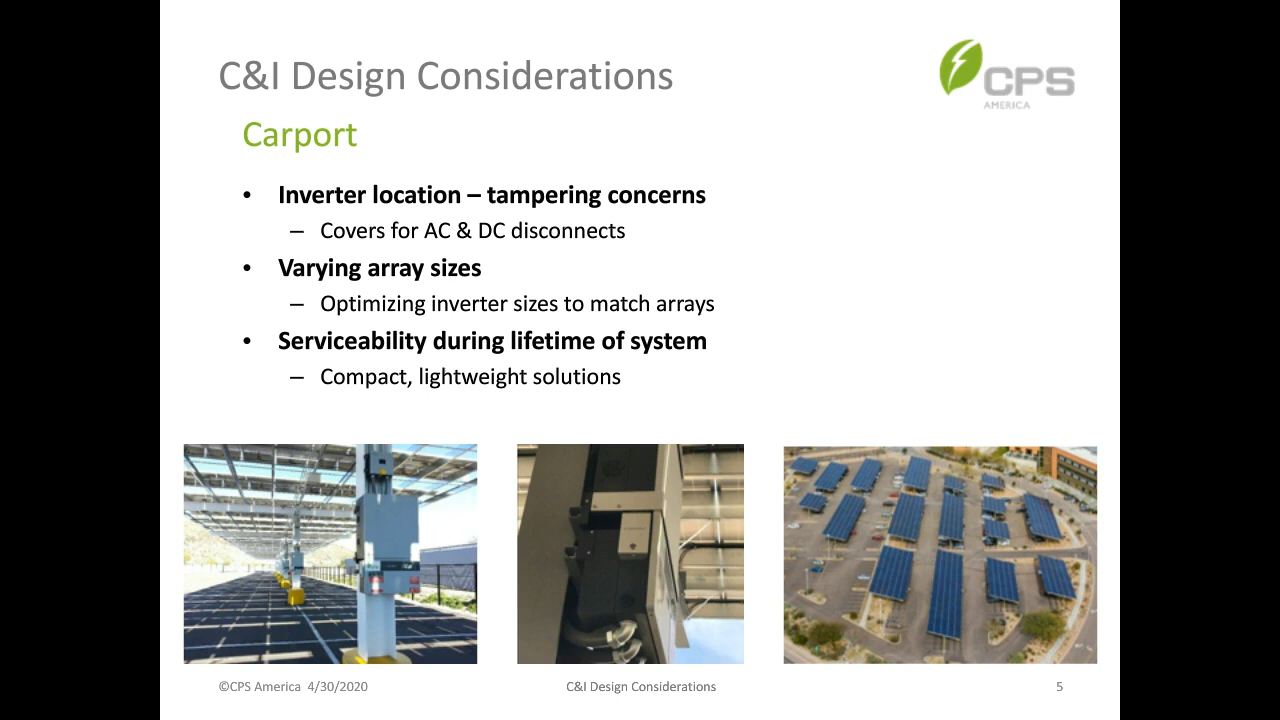 C&I Design Considerations
CPS
AMERICA
Carport
• Inverter location – tampering concerns
– Covers for AC & DC disconnects
• Varying array sizes
– Optimizing inverter sizes to match arrays
• Serviceability during lifetime of system
– Compact, lightweight solutions
©CPS America 4/30/2020
C&I Design Considerations
5